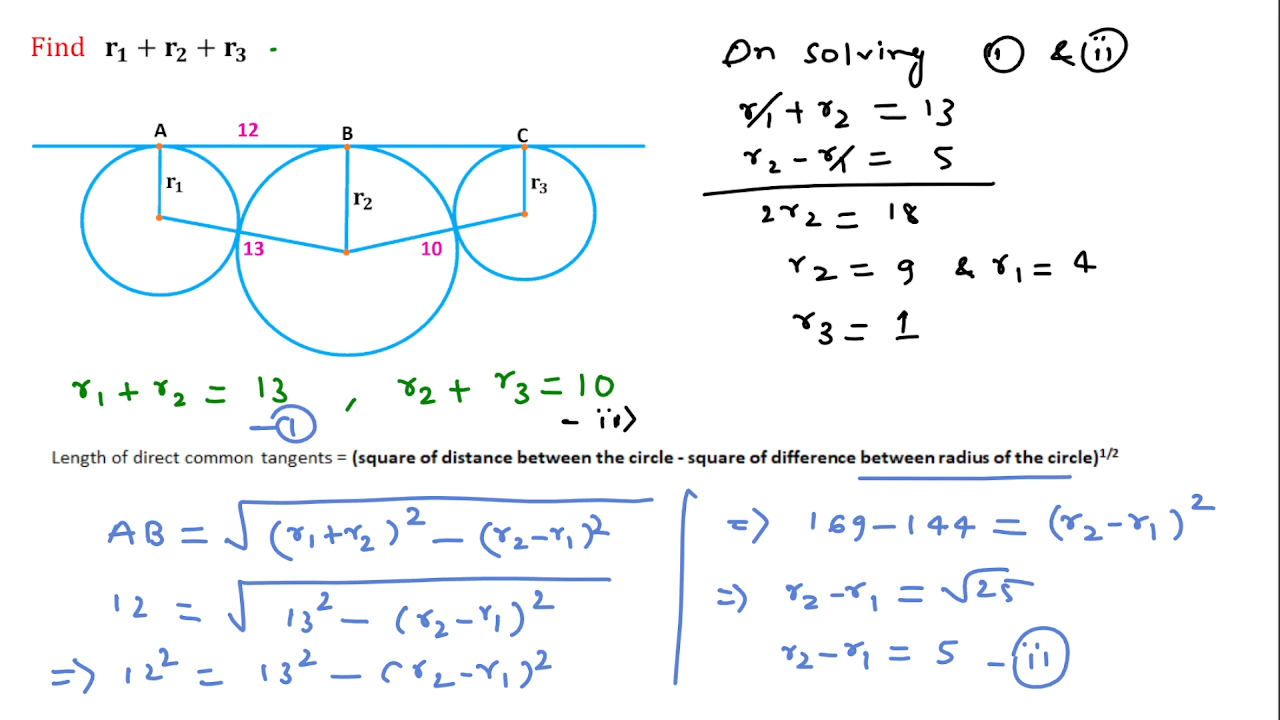 Find r₁ + r₂ + r₃ .
A 12 B C
r₁ r₂ r₃
13 10
r₁ + r₂ = 13 , r₂ + r₃ = 10
– ① – ii)
Length of direct common tangents = (square of distance between the circle - square of difference between radius of the circle)^1/2
AB = √((r₁+r₂)² – (r₂–r₁)²)
12 = √(13² – (r₂–r₁)²)
=> 12² = 13² – (r₂–r₁)²
=> 169–144 = (r₂–r₁)²
=> r₂–r₁ = √25
r₂–r₁ = 5 – (ii)
On solving (i) & (ii)
r₁ + r₂ = 13
r₂ – r₁ = 5
2r₂ = 18
r₂ = 9 & r₁ = 4
r₃ = 1